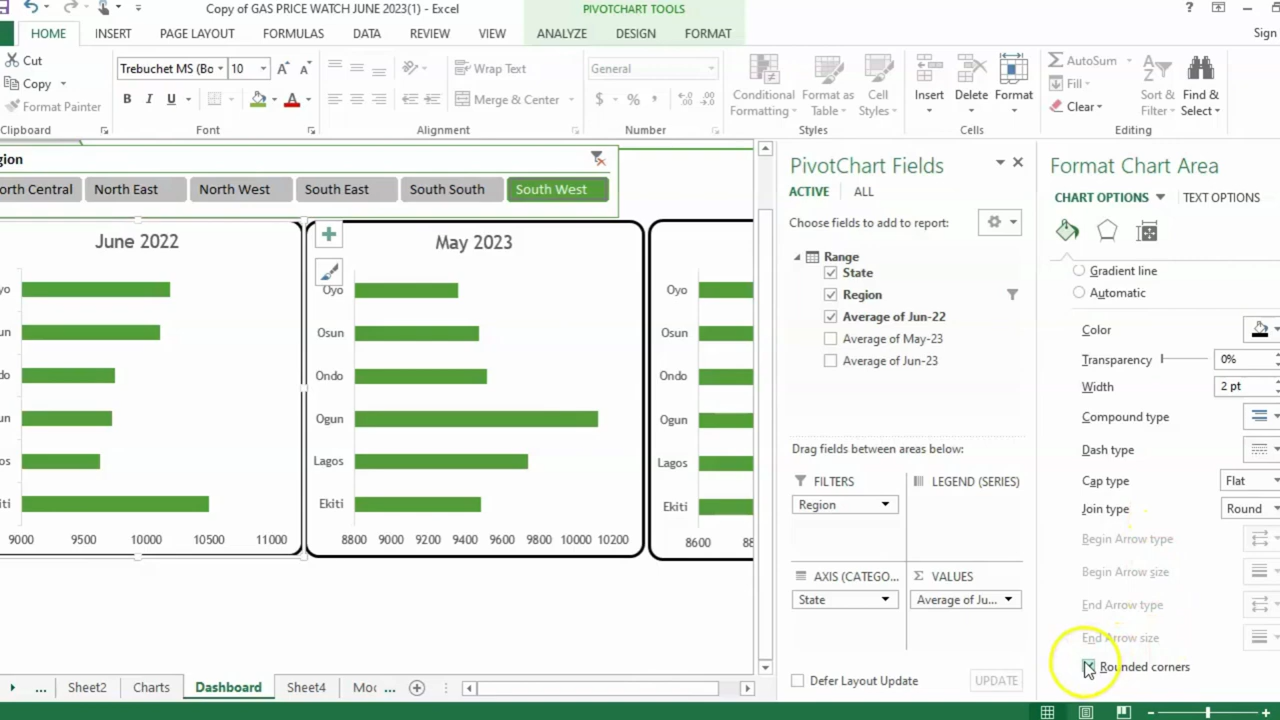 Copy of GAS PRICE WATCH JUNE 2023(1) - Excel
PIVOTCHART TOOLS
?
HOME INSERT PAGE LAYOUT FORMULAS DATA REVIEW VIEW ANALYZE DESIGN FORMAT
Sign
Cut
Copy
Format Painter
Clipboard
Trebuchet MS (Bo 10
B I U
Font
Wrap Text
Merge & Center
Alignment
General
$ % ,
Number
Conditional Formatting
Format as Table
Cell Styles
Styles
Insert
Delete
Format
Cells
AutoSum
Fill
Clear
Sort & Filter
Find & Select
Editing
gion
orth Central North East North West South East South South South West
June 2022
yo
un
do
un
os
iti
9000 9500 10000 10500 11000
May 2023
Oyo
Osun
Ondo
Ogun
Lagos
Ekiti
8800 9000 9200 9400 9600 9800 10000 10200
Oyo
Osun
Ondo
Ogun
Lagos
Ekiti
8600 88
PivotChart Fields
ACTIVE ALL
Choose fields to add to report:
Range
State
Region
Average of Jun-22
Average of May-23
Average of Jun-23
Drag fields between areas below:
FILTERS
Region
LEGEND (SERIES)
AXIS (CATEGO...
State
VALUES
Average of Ju...
Defer Layout Update
UPDATE
Format Chart Area
CHART OPTIONS TEXT OPTIONS
Gradient line
Automatic
Color
Transparency 0%
Width 2 pt
Compound type
Dash type
Cap type Flat
Join type Round
Begin Arrow type
Begin Arrow size
End Arrow type
End Arrow size
Rounded corners
... Sheet2 Charts Dashboard Sheet4 Moc ...